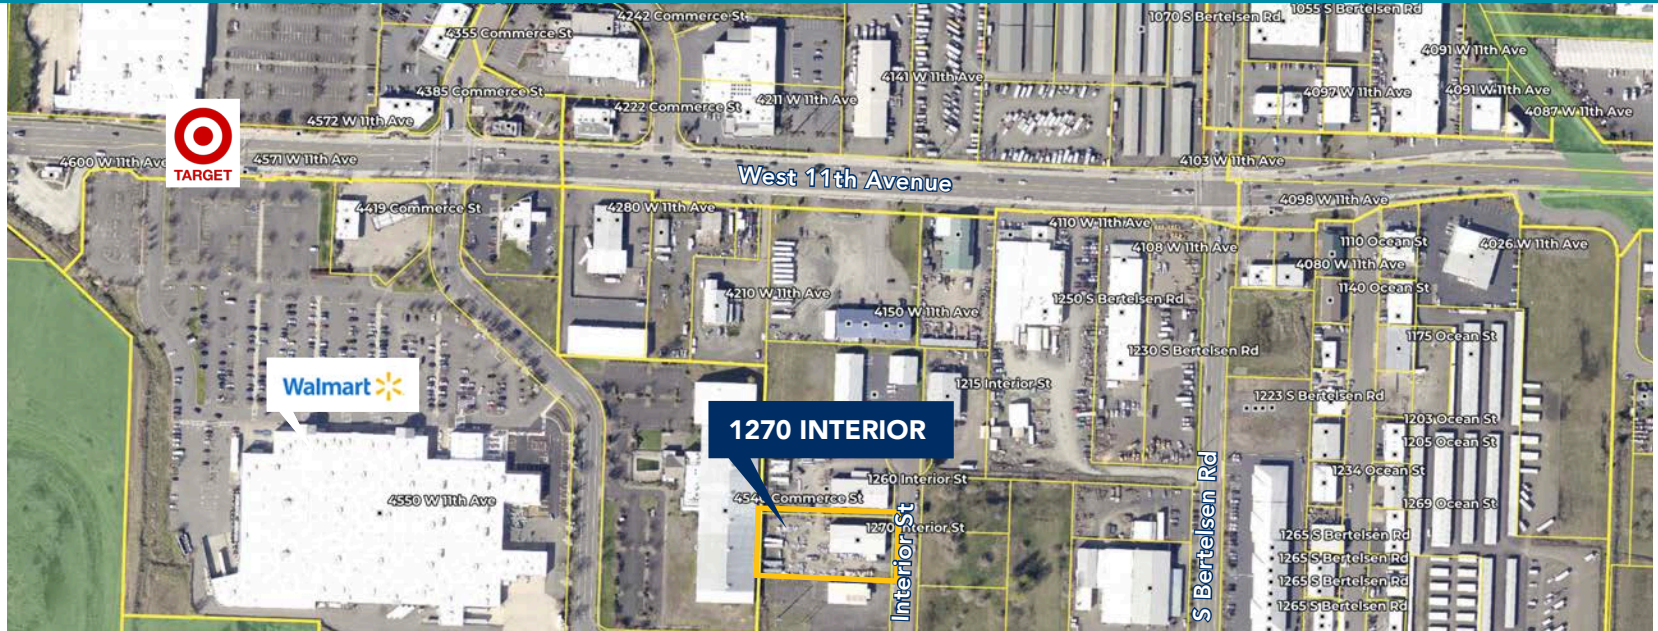 4242 Commerce St
1070 S Bertelsen Rd
1055 S Bertelsen Rd
4355 Commerce St
4091 W 11th Ave
4141 W 11th Ave
4385 Commerce St
4211 W 11th Ave
4097 W 11th Ave
4091 W 11th Ave
4222 Commerce St
4087 W 11th Ave
4572 W 11th Ave
TARGET
4600 W 11th Ave
4571 W 11th Ave
4103 W 11th Ave
West 11th Avenue
4098 W 11th Ave
4419 Commerce St
4280 W 11th Ave
4110 W 11th Ave
4108 W 11th Ave
1110 Ocean St
4026 W 11th Ave
4080 W 11th Ave
1140 Ocean St
4210 W 11th Ave
1250 S Bertelsen Rd
4150 W 11th Ave
1175 Ocean St
1230 S Bertelsen Rd
Walmart
1215 Interior St
1223 S Bertelsen Rd
1203 Ocean St
1270 INTERIOR
1205 Ocean St
1234 Ocean St
1260 Interior St
4550 W 11th Ave
Commerce St
1269 Ocean St
1270 Interior St
Interior St
S Bertelsen Rd
1265 S Bertelsen Rd
1265 S Bertelsen Rd
1265 S Bertelsen Rd
1265 S Bertelsen Rd